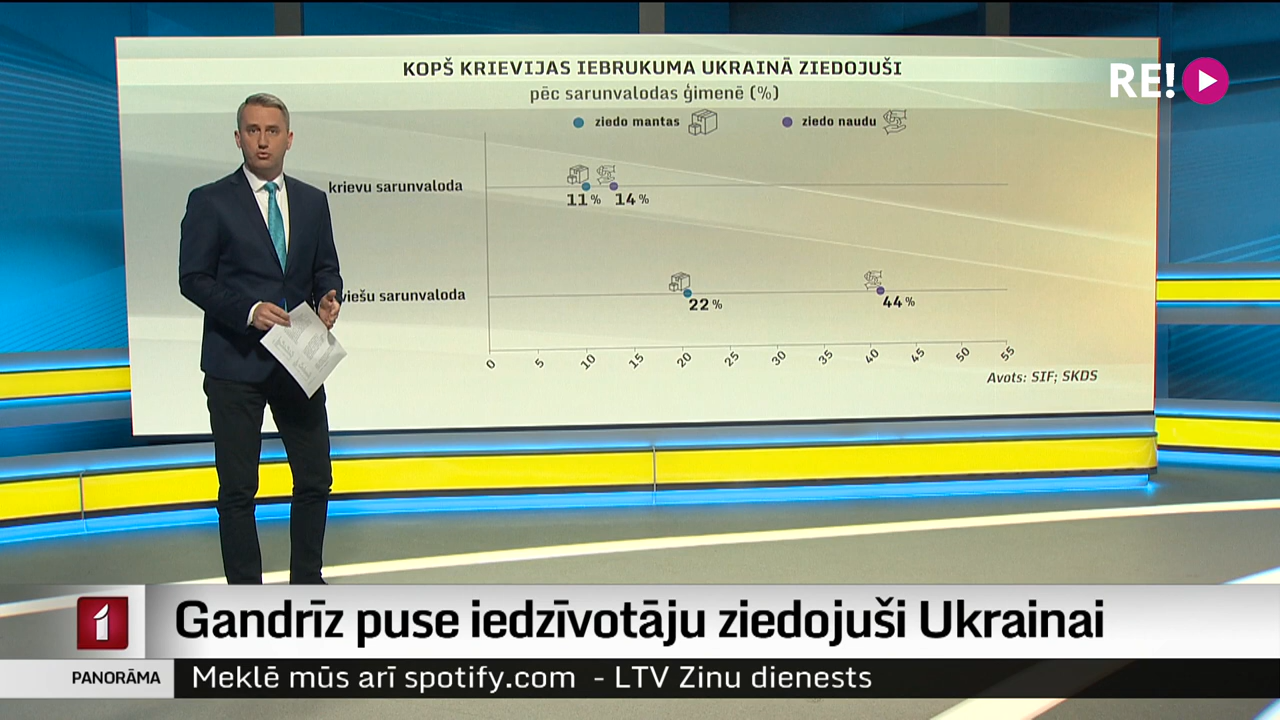 RE!
KOPŠ KRIEVIJAS IEBRUKUMA UKRAINĀ ZIEDOJUŠI
pēc sarunvalodas ģimenē (%)
ziedo mantas ziedo naudu
krievu sarunvaloda
11% 14%
viešu sarunvaloda
22% 44%
0 5 10 15 20 25 30 35 40 45 50 55
Avots: SIF; SKDS
1 Gandrīz puse iedzīvotāju ziedojuši Ukrainai
PANORĀMA Meklē mūs arī spotify.com - LTV Zinu dienests